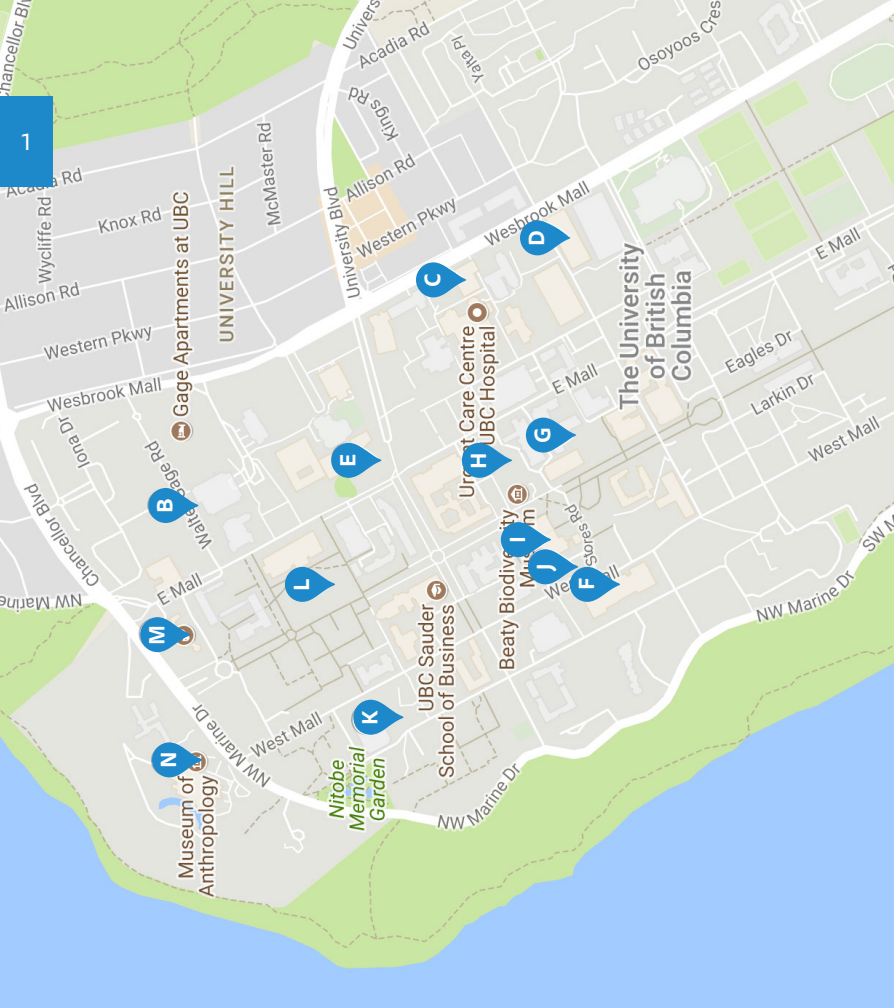 Chancellor Blv
Univers
Acadia Rd
Yalta Pl
Osoyoos Cres
Kings Rd
1
Acadia Rd
Wycliffe Rd
Knox Rd
McMaster Rd
UNIVERSITY HILL
Allison Rd
Western Pkwy
University Blvd
Wesbrook Mall
D
C
E Mall
The University
of British
Columbia
Allison Rd
Western Pkwy
Gage Apartments at UBC
Urgent Care Centre
UBC Hospital
Wesbrook Mall
Iona Dr
E Mall
Eagles Dr
Larkin Dr
West Mall
G
H
E
B
Walter Gage Rd
Chancellor Blvd
NW Marine
E Mall
I
J
F
Stores Rd
West Mall
Beaty Biodiversity
Museum
SW M
NW Marine Dr
L
M
UBC Sauder
School of Business
K
West Mall
NW Marine Dr
N
Museum of
Anthropology
Nitobe
Memorial
Garden
NW Marine Dr